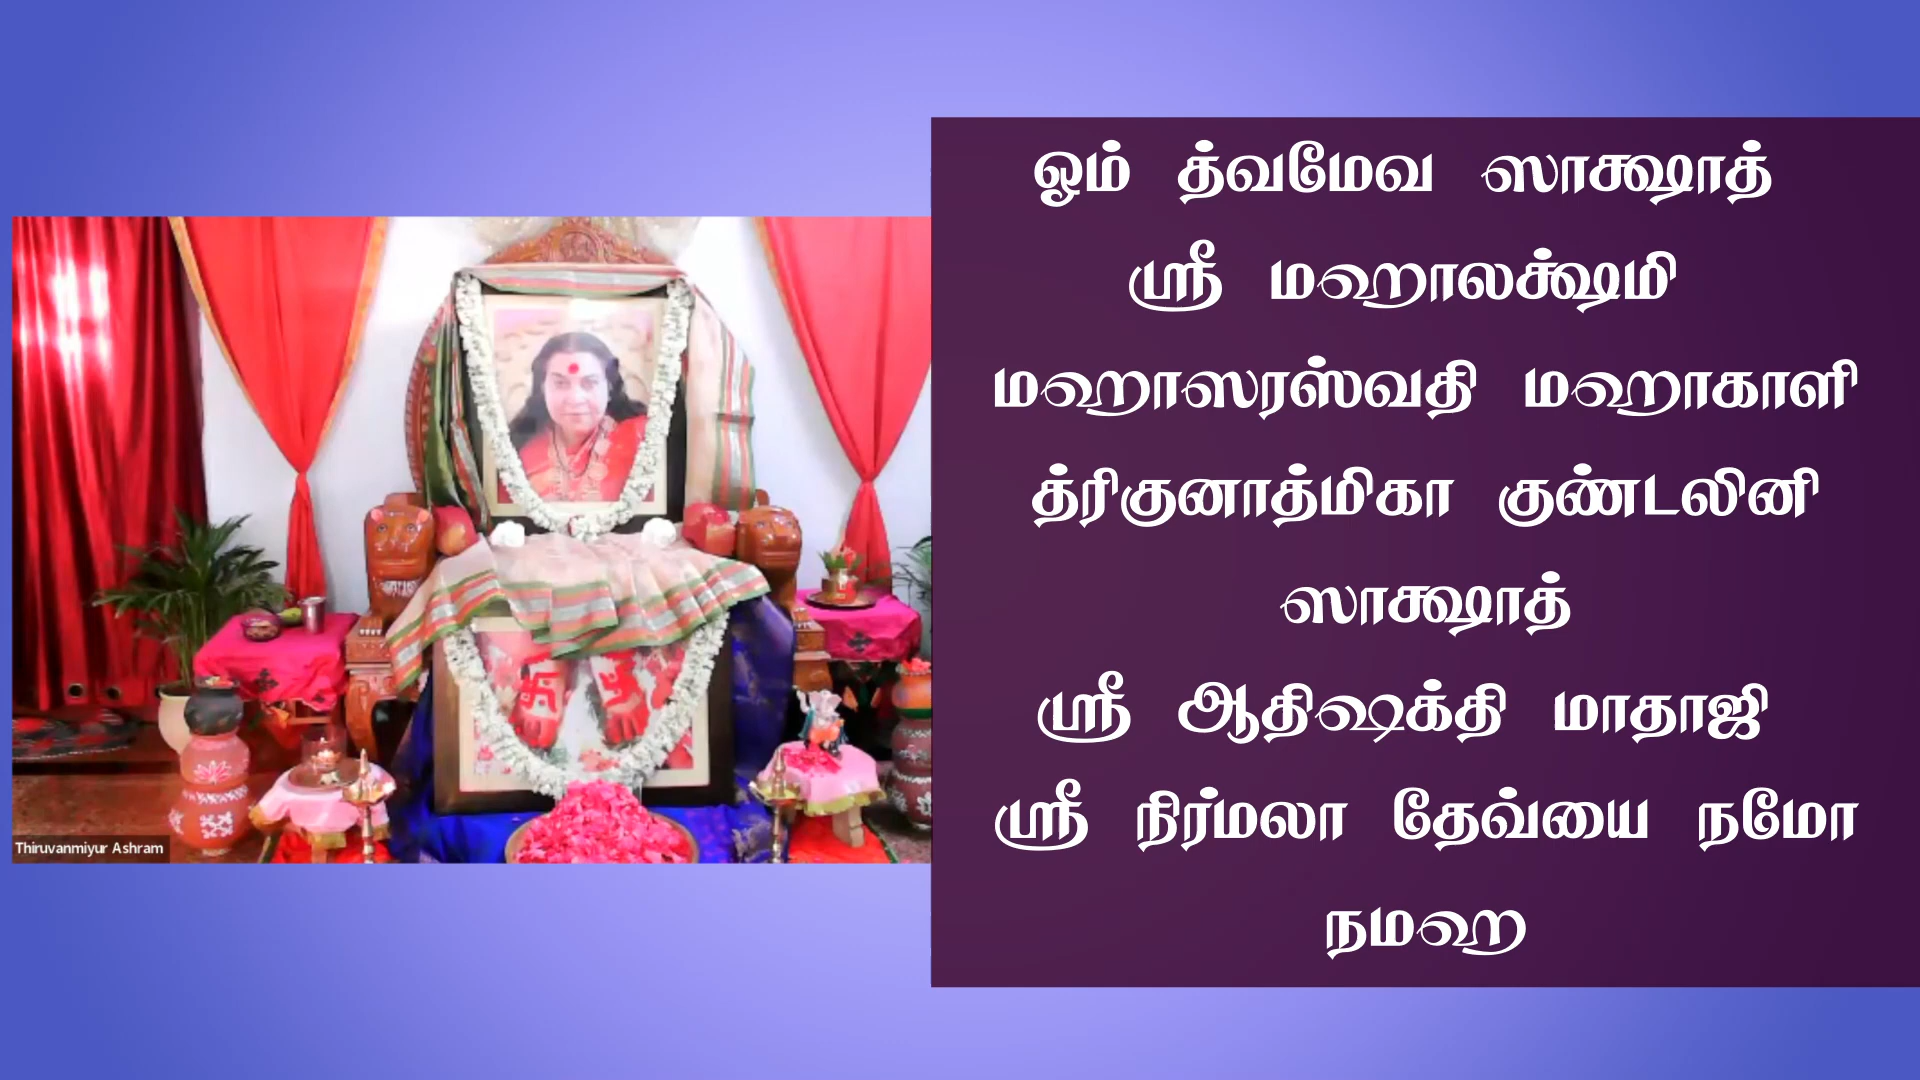 ஓம் த்வமேவ ஸாக்ஷாத்
ஸ்ரீ மஹாலக்ஷ்மி
மஹாஸரஸ்வதி மஹாகாளி
த்ரிகுனாத்மிகா குண்டலினி
ஸாக்ஷாத்
ஸ்ரீ ஆதிஷக்தி மாதாஜி
ஸ்ரீ நிர்மலா தேவ்யை நமோ
நமஹ
Thiruvanmiyur Ashram